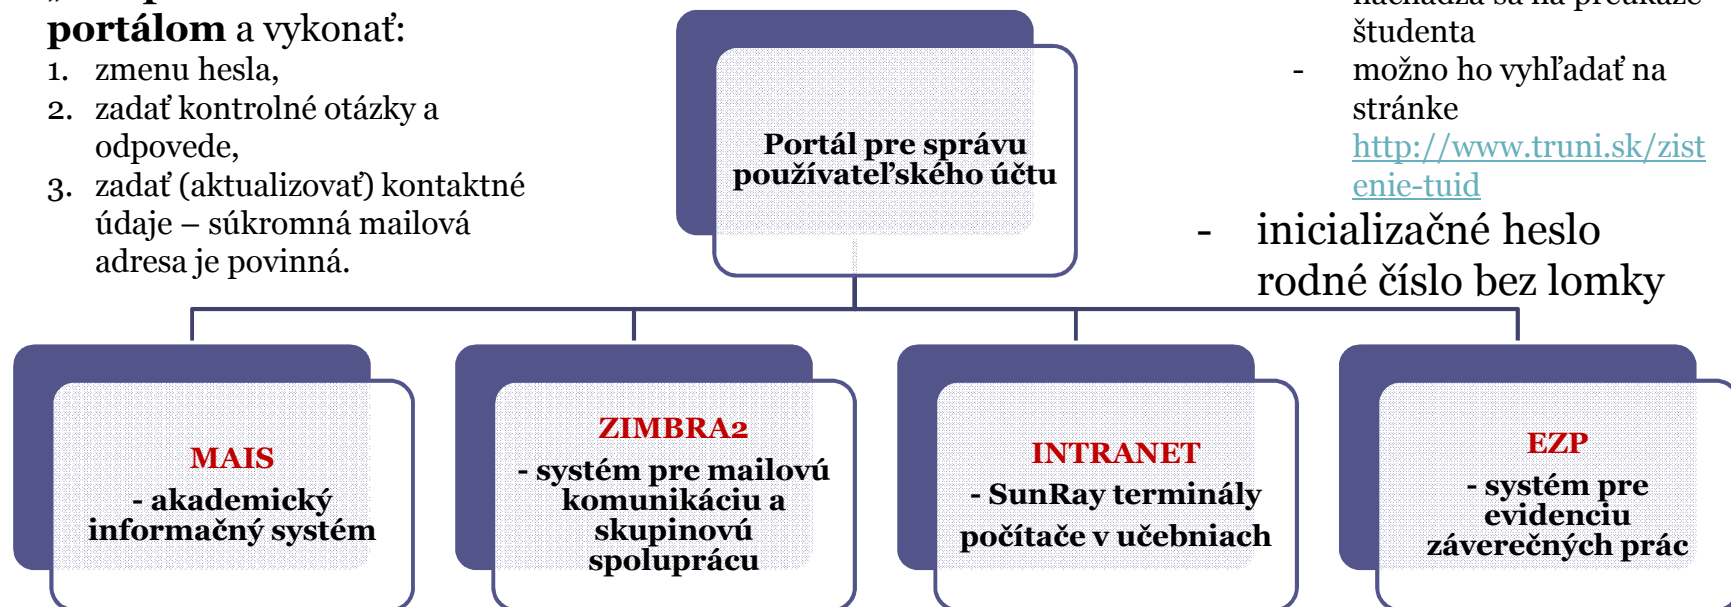 portálom a vykonať:
1. zmenu hesla,
2. zadať kontrolné otázky a
odpovede,
3. zadať (aktualizovať) kontaktné
údaje – súkromná mailová
adresa je povinná.
študenta
- možno ho vyhľadať na
stránke
http://www.truni.sk/zist
enie-tuid
- inicializačné heslo
rodné číslo bez lomky
Portál pre správu
používateľského účtu
MAIS
- akademický
informačný systém
ZIMBRA2
- systém pre mailovú
komunikáciu a
skupinovú
spoluprácu
INTRANET
- SunRay terminály
počítače v učebniach
EZP
- systém pre
evidenciu
záverečných prác